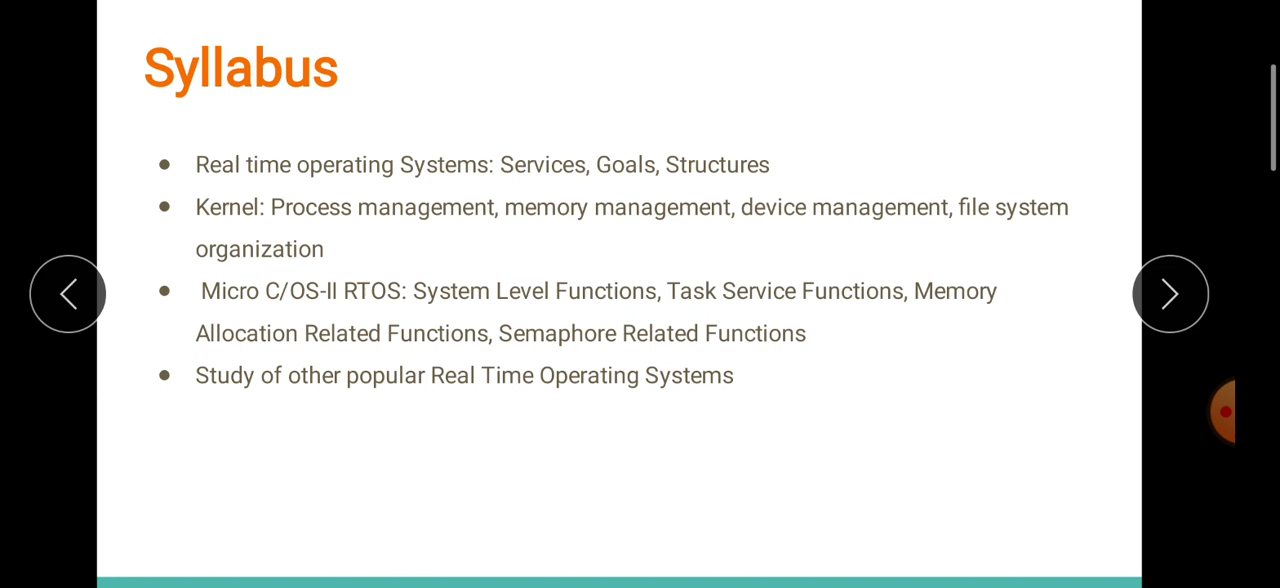 Syllabus
Real time operating Systems: Services, Goals, Structures
Kernel: Process management, memory management, device management, file system
organization
Micro C/OS-II RTOS: System Level Functions, Task Service Functions, Memory
Allocation Related Functions, Semaphore Related Functions
Study of other popular Real Time Operating Systems